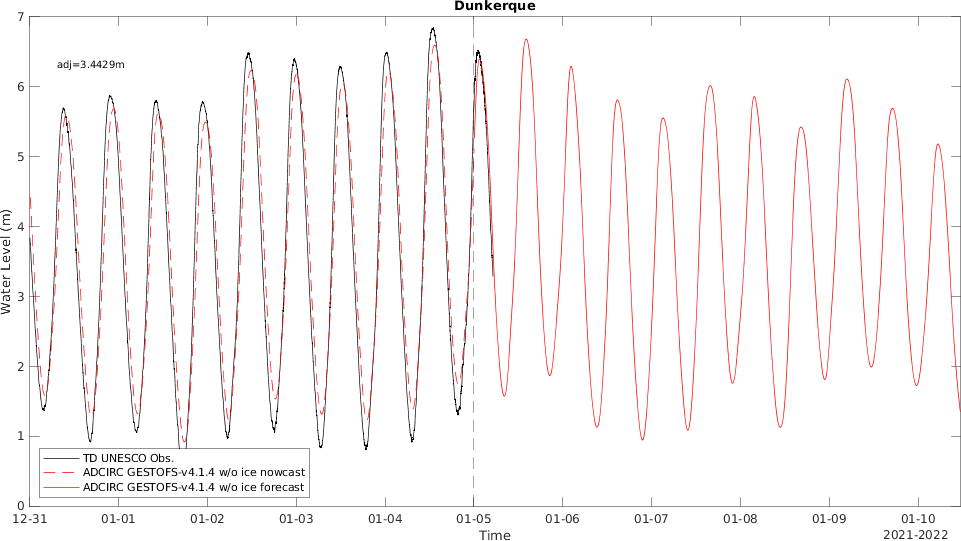 Dunkerque
7
6
5
4
3
2
1
0
Water Level (m)
adj=3.4429m
TD UNESCO Obs.
ADCIRC GESTOFS-v4.1.4 w/o ice nowcast
ADCIRC GESTOFS-v4.1.4 w/o ice forecast
12-31 01-01 01-02 01-03 01-04 01-05 01-06 01-07 01-08 01-09 01-10
Time
2021-2022